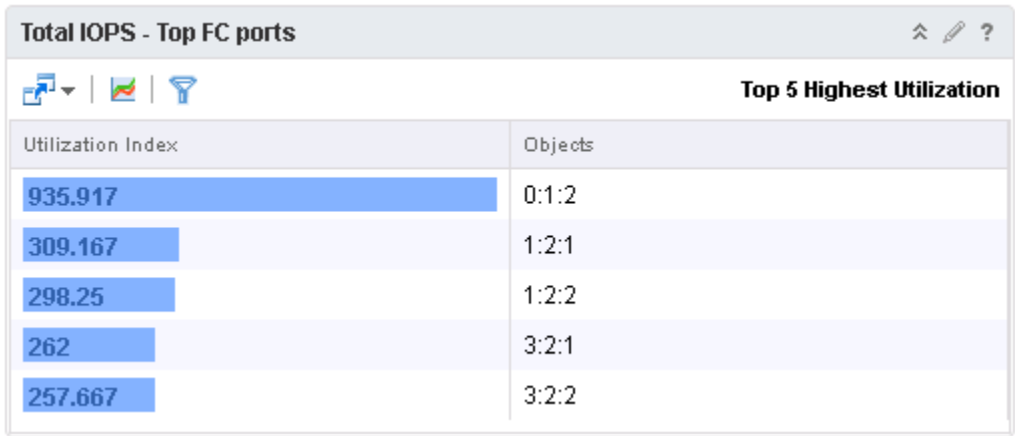 Total IOPS - Top FC ports ?
Top 5 Highest Utilization
Utilization Index Objects
935.917 0:1:2
309.167 1:2:1
298.25 1:2:2
262 3:2:1
257.667 3:2:2